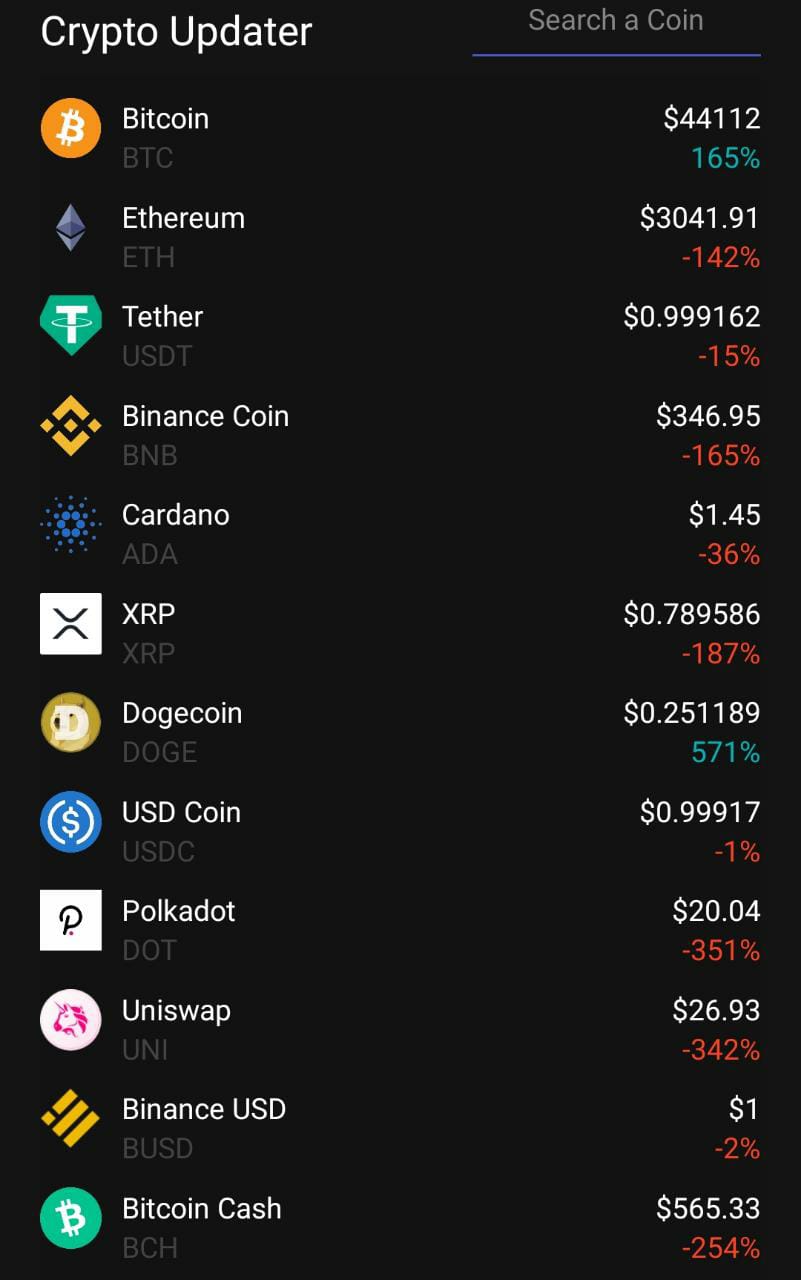 Crypto Updater
Search a Coin
Bitcoin
$44112
BTC
165%
Ethereum
$3041.91
ETH
-142%
Tether
$0.999162
USDT
-15%
Binance Coin
$346.95
BNB
-165%
Cardano
$1.45
ADA
-36%
XRP
$0.789586
XRP
-187%
Dogecoin
$0.251189
DOGE
571%
USD Coin
$0.99917
USDC
-1%
Polkadot
$20.04
DOT
-351%
Uniswap
$26.93
UNI
-342%
Binance USD
$1
BUSD
-2%
Bitcoin Cash
$565.33
BCH
-254%